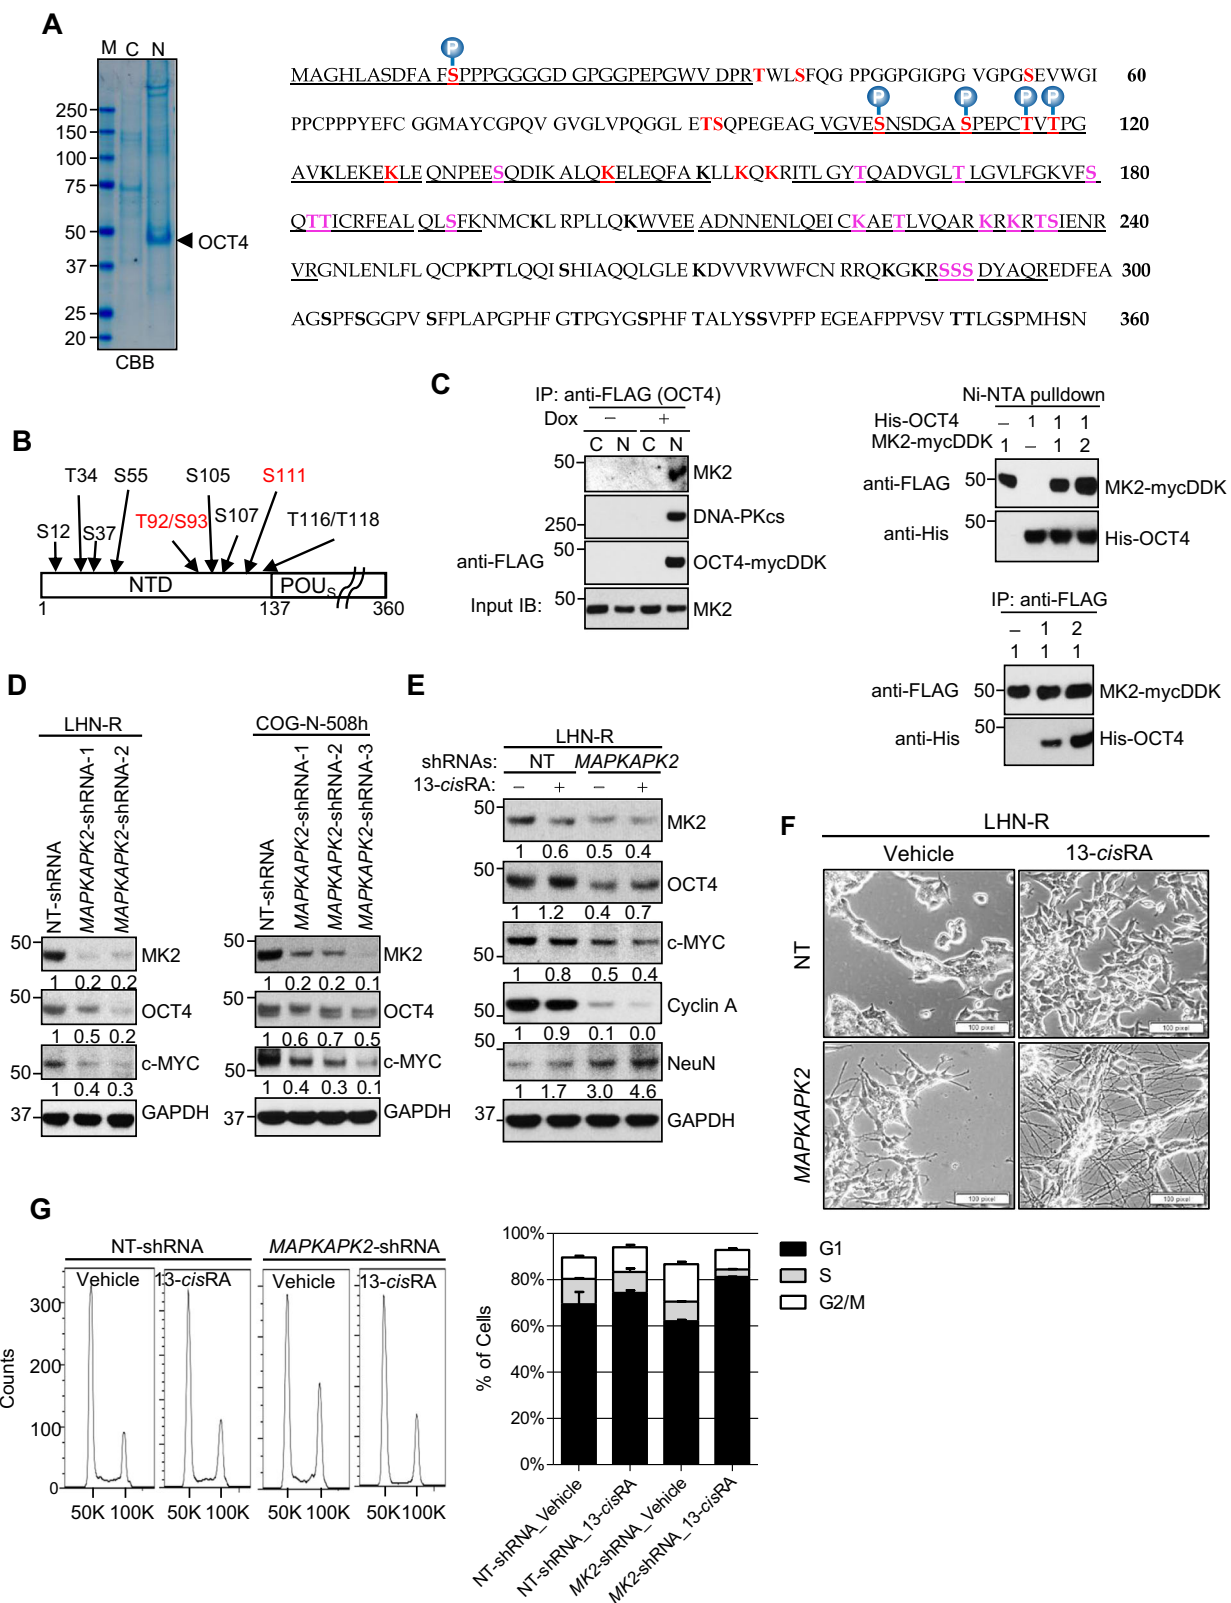 A
M C N
250
150
100
75
50
37
25
20
OCT4
CBB
P
MAGHLASDFA FSPPPGGGGD GPGGPEPGWV DPRTWLSFQG PPGGPGIGPG VGPGSEVWGI 60
P P P P
PPCPPPYEFC GGMAYCGPQV GVGLVPQGGL ETSQPEGEAG VGVESNSDGA SPEPCTVTPG 120
AVKLEKEKLE QNPEESQDIK ALQKELEQFA KLLKQKRITLGYTQADVGLT LGVLFGKVFS 180
QTTICRFEAL QLSFKNMCKL RPLLQKWVEE ADNNENLQEIC KAETLVQAR KRKRTSIENR 240
VRGNLENLFL QCPKPTLQQI SHIAQQLGLE KDVVRVWFCN RRQKGKRSSS DYAQREDFEA 300
AGSPFSGGPV SFPLAPGPHF GTPGYGSPHF TALYSSVPFP EGEAFPPVSV TTLGSPMHSN 360
B
T34 S55 S105 S111
S12 S37 T92/S93 S107 T116/T118
NTD POUS
1 137 360
C
IP: anti-FLAG (OCT4)
Dox – +
C N C N
50 MK2
250 DNA-PKcs
anti-FLAG 50 OCT4-mycDDK
Input IB: 50 MK2
Ni-NTA pulldown
His-OCT4 – 1 1 1
MK2-mycDDK 1 – 1 2
anti-FLAG 50 MK2-mycDDK
anti-His 50 His-OCT4
IP: anti-FLAG
– 1 2
1 1 1
anti-FLAG 50 MK2-mycDDK
anti-His 50 His-OCT4
D
LHN-R
NT-shRNA
MAPKAPK2-shRNA-1
MAPKAPK2-shRNA-2
50 MK2
1 0.2 0.2
50 OCT4
1 0.5 0.2
50 c-MYC
1 0.4 0.3
37 GAPDH
COG-N-508h
NT-shRNA
MAPKAPK2-shRNA-1
MAPKAPK2-shRNA-2
MAPKAPK2-shRNA-3
50 MK2
1 0.2 0.2 0.1
50 OCT4
1 0.6 0.7 0.5
50 c-MYC
1 0.4 0.3 0.1
37 GAPDH
E
LHN-R
shRNAs: NT MAPKAPK2
13-cisRA: – + – +
50 MK2
1 0.6 0.5 0.4
50 OCT4
1 1.2 0.4 0.7
50 c-MYC
1 0.8 0.5 0.4
50 Cyclin A
1 0.9 0.1 0.0
50 NeuN
1 1.7 3.0 4.6
37 GAPDH
F
LHN-R
Vehicle 13-cisRA
NT
MAPKAPK2
100 pixel
100 pixel
100 pixel
100 pixel
G
NT-shRNA MAPKAPK2-shRNA
Vehicle 13-cisRA Vehicle 13-cisRA
Counts
300
200
100
0
50K 100K 50K 100K 50K 100K 50K 100K
% of Cells
100%
80%
60%
40%
20%
0%
NT-shRNA_Vehicle
NT-shRNA_13-cisRA
MK2-shRNA_Vehicle
MK2-shRNA_13-cisRA
G1
S
G2/M